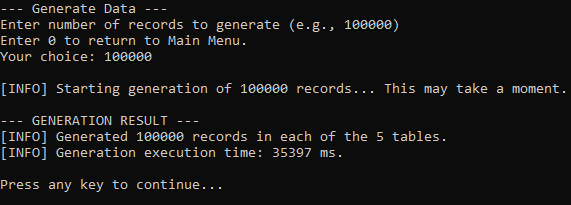 --- Generate Data ---
Enter number of records to generate (e.g., 100000)
Enter 0 to return to Main Menu.
Your choice: 100000
[INFO] Starting generation of 100000 records... This may take a moment.
--- GENERATION RESULT ---
[INFO] Generated 100000 records in each of the 5 tables.
[INFO] Generation execution time: 35397 ms.
Press any key to continue...